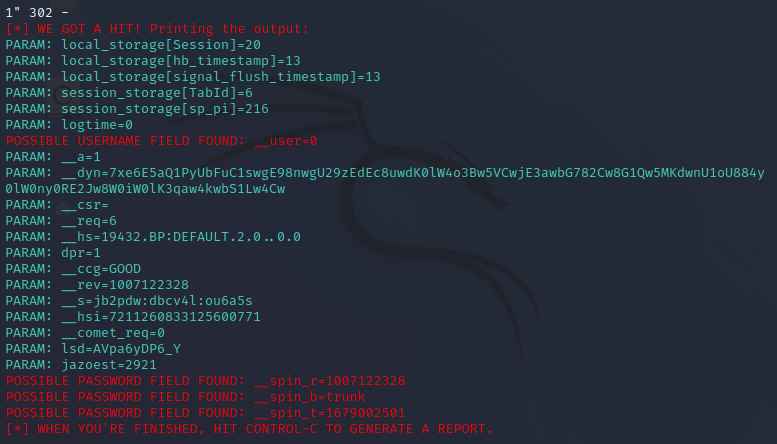 1" 302 -
[*] WE GOT A HIT! Printing the output:
PARAM: local_storage[Session]=20
PARAM: local_storage[hb_timestamp]=13
PARAM: local_storage[signal_flush_timestamp]=13
PARAM: session_storage[TabId]=6
PARAM: session_storage[sp_pi]=216
PARAM: logtime=0
POSSIBLE USERNAME FIELD FOUND: __user=0
PARAM: __a=1
PARAM: __dyn=7xe6E5aQ1PyUbFuC1swgE98nwgU29zEdEc8uwdK0lW4o3Bw5VCwjE3awbG782Cw8G1Qw5MKdwnU1oU884y
0lW0ny0RE2Jw8W0iW0lK3qaw4kwbS1Lw4Cw
PARAM: __csr=
PARAM: __req=6
PARAM: __hs=19432.BP:DEFAULT.2.0..0.0
PARAM: dpr=1
PARAM: __ccg=GOOD
PARAM: __rev=1007122328
PARAM: __s=jb2pdw:dbcv4l:ou6a5s
PARAM: __hsi=7211260833125600771
PARAM: __comet_req=0
PARAM: lsd=AVpa6yDP6_Y
PARAM: jazoest=2921
POSSIBLE PASSWORD FIELD FOUND: __spin_r=1007122328
POSSIBLE PASSWORD FIELD FOUND: __spin_b=trunk
POSSIBLE PASSWORD FIELD FOUND: __spin_t=1679002501
[*] WHEN YOU'RE FINISHED, HIT CONTROL-C TO GENERATE A REPORT.